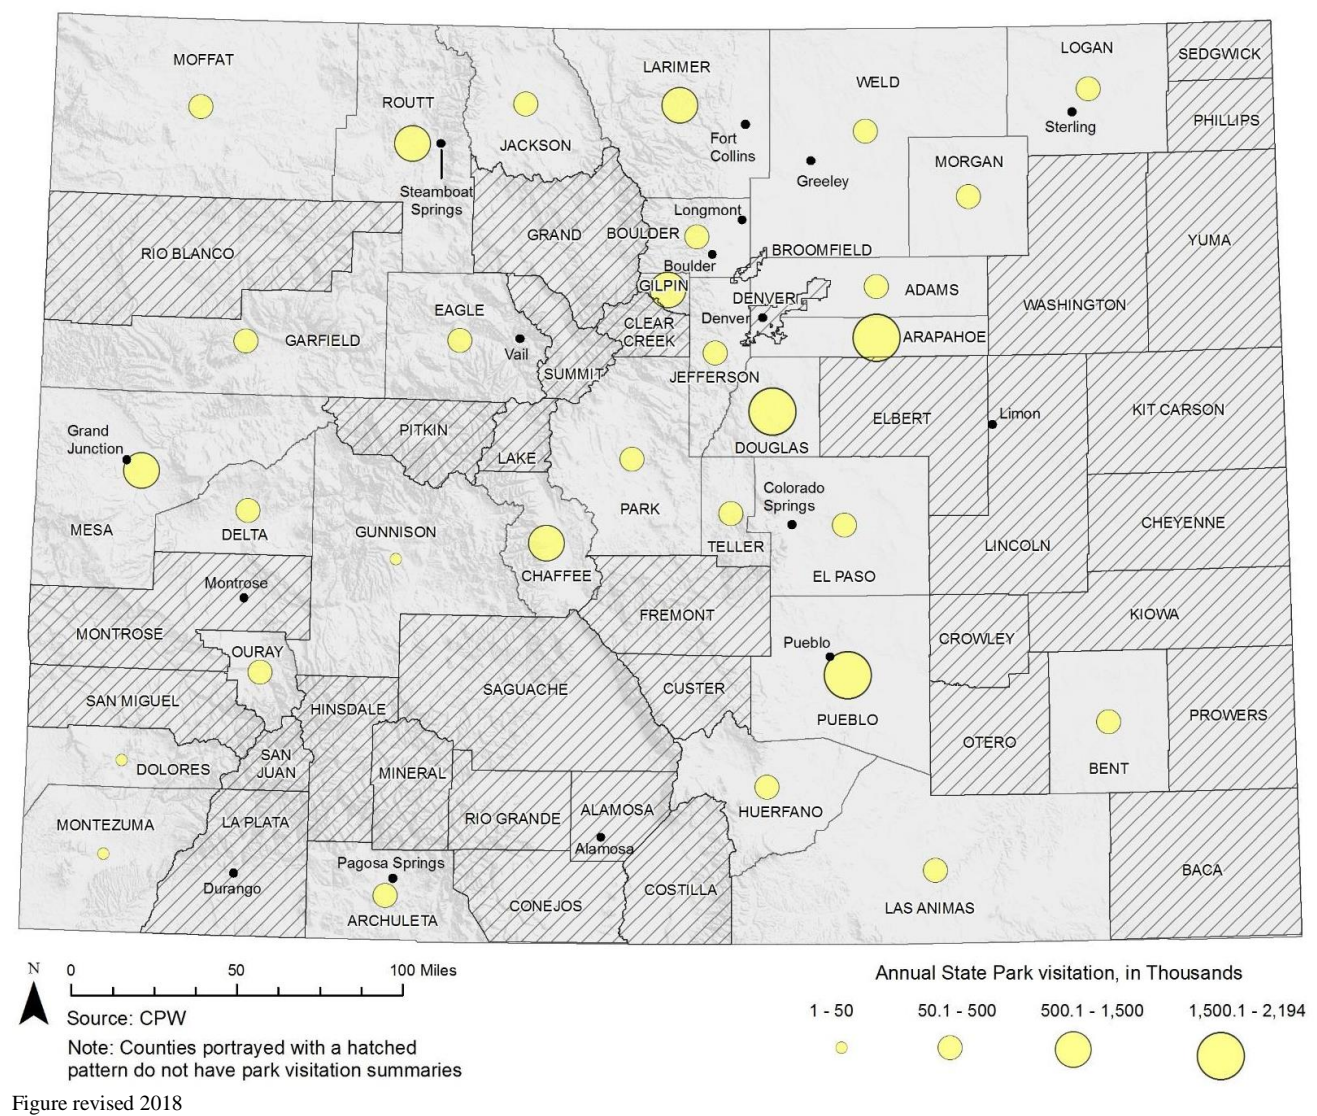 MOFFAT
ROUTT
Steamboat
Springs
JACKSON
LARIMER
Fort
Collins
WELD
Greeley
LOGAN
Sterling
SEDGWICK
PHILLIPS
MORGAN
YUMA
WASHINGTON
RIO BLANCO
GRAND
BOULDER
Longmont
Boulder
BROOMFIELD
GILPIN
DENVER
Denver
ADAMS
ARAPAHOE
CLEAR
CREEK
JEFFERSON
GARFIELD
EAGLE
Vail
SUMMIT
Grand
Junction
MESA
PITKIN
LAKE
PARK
DOUGLAS
ELBERT
Limon
KIT CARSON
DELTA
GUNNISON
CHAFFEE
TELLER
Colorado
Springs
EL PASO
LINCOLN
CHEYENNE
Montrose
MONTROSE
OURAY
FREMONT
KIOWA
CROWLEY
Pueblo
PUEBLO
SAN MIGUEL
HINSDALE
SAGUACHE
CUSTER
OTERO
BENT
PROWERS
DOLORES
SAN
JUAN
MINERAL
RIO GRANDE
ALAMOSA
Alamosa
HUERFANO
MONTEZUMA
LA PLATA
Durango
Pagosa Springs
ARCHULETA
CONEJOS
COSTILLA
LAS ANIMAS
BACA
N
0 50 100 Miles
Source: CPW
Note: Counties portrayed with a hatched
pattern do not have park visitation summaries
Annual State Park visitation, in Thousands
1 - 50 50.1 - 500 500.1 - 1,500 1,500.1 - 2,194
Figure revised 2018